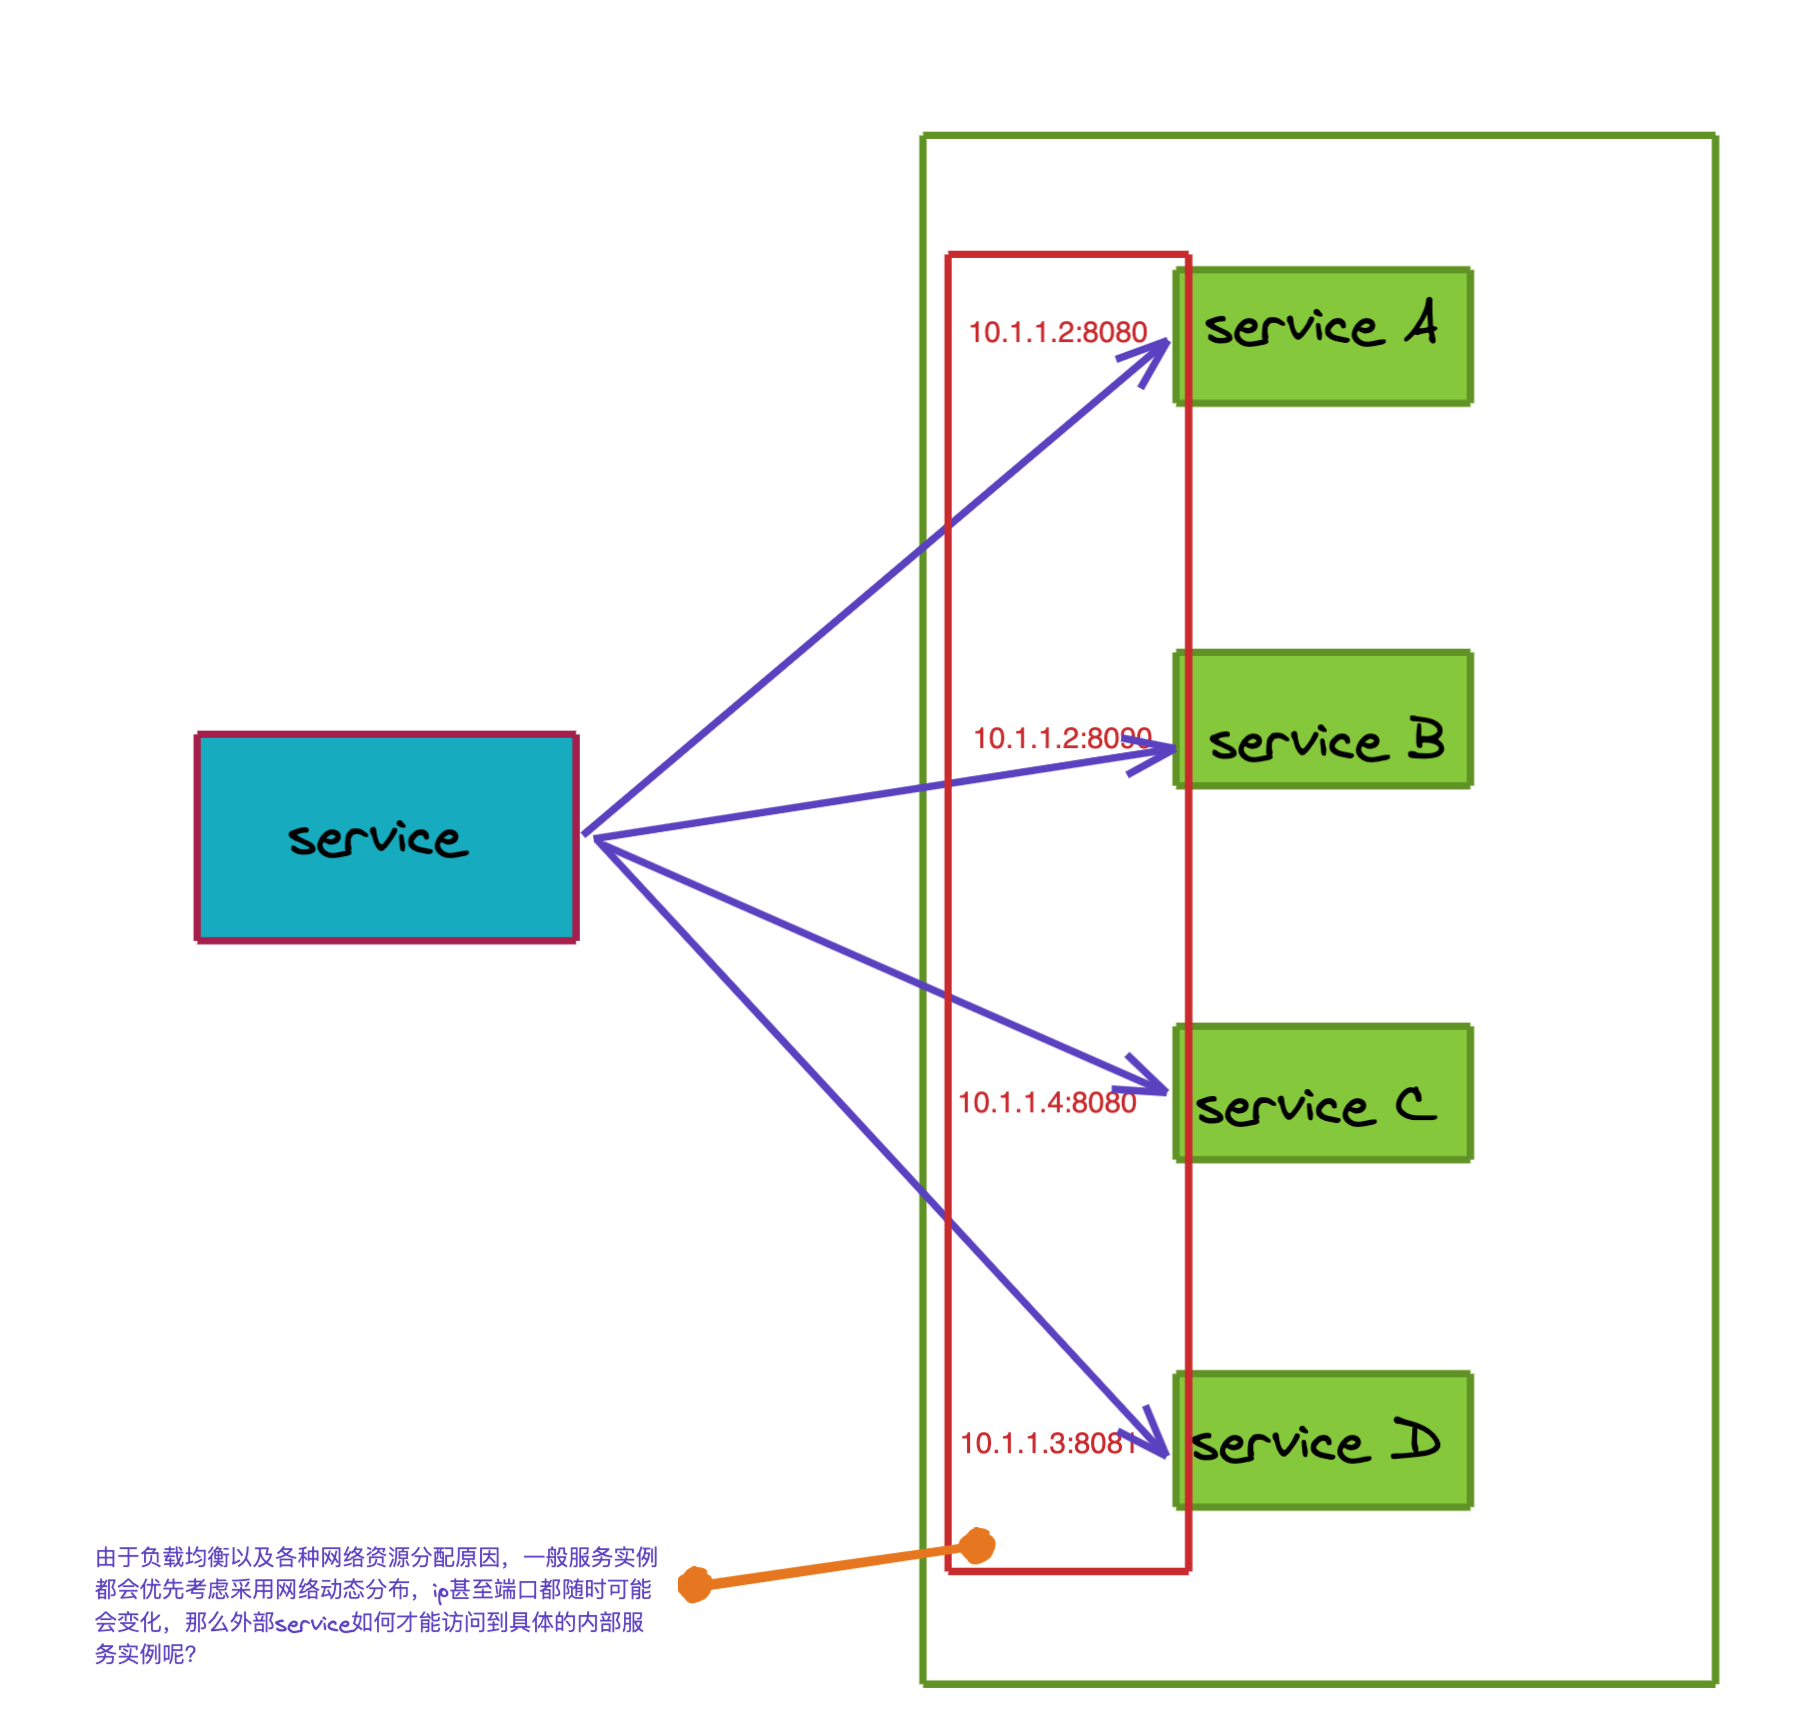 10.1.1.2:8080
service A
10.1.1.2:8090
service B
service
10.1.1.4:8080
service C
10.1.1.3:8081
service D
由于负载均衡以及各种网络资源分配原因，一般服务实例
都会优先考虑采用网络动态分布，ip甚至端口都随时可能
会变化，那么外部service如何才能访问到具体的内部服
务实例呢？